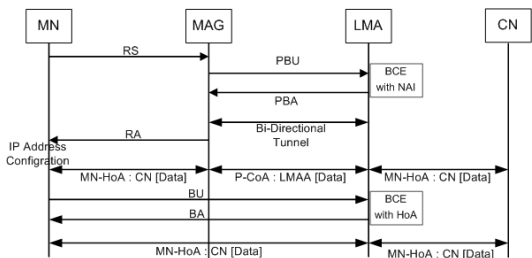 MN
MAG
LMA
CN
RS
PBU
BCE
with NAI
PBA
Bi-Directional
Tunnel
RA
IP Address
Configration
MN-HoA : CN [Data]
P-CoA : LMAA [Data]
MN-HoA : CN [Data]
BU
BCE
with HoA
BA
MN-HoA : CN [Data]
MN-HoA : CN [Data]